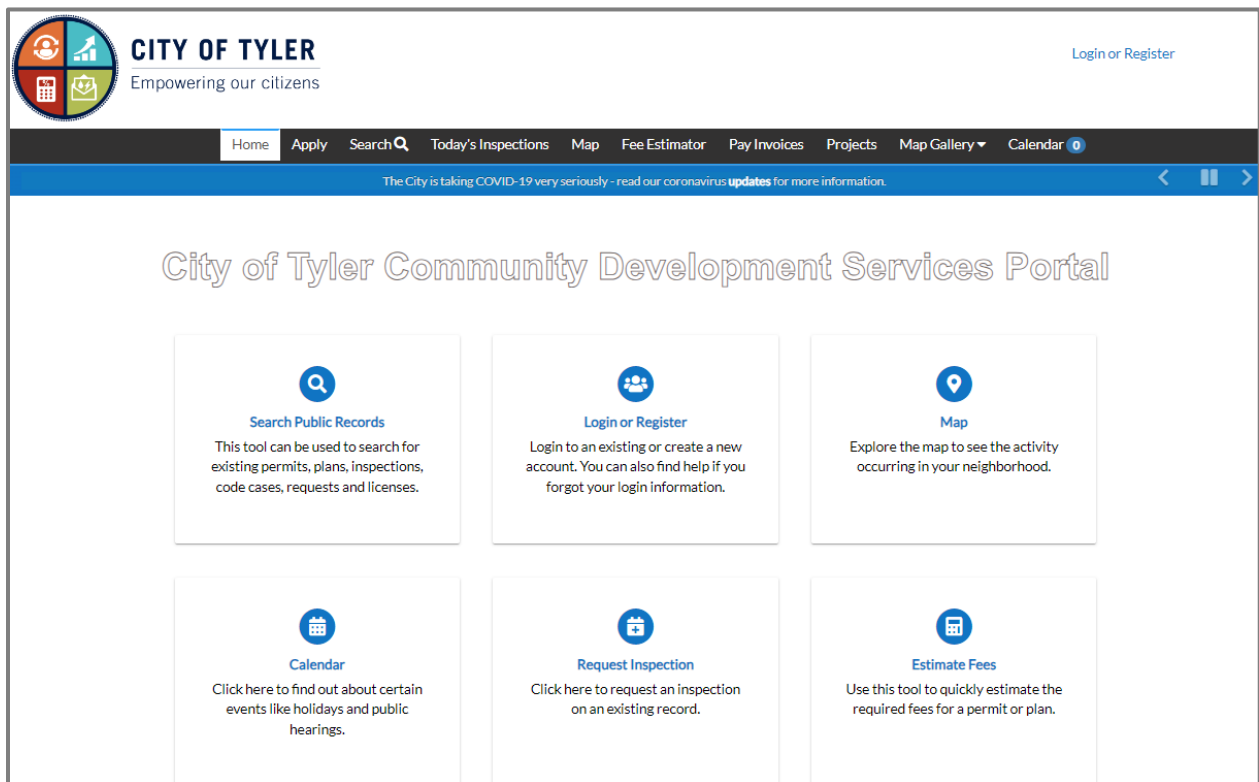 CITY OF TYLER
Empowering our citizens
Login or Register
Home Apply Search Today's Inspections Map Fee Estimator Pay Invoices Projects Map Gallery Calendar 0
The City is taking COVID-19 very seriously - read our coronavirus updates for more information.
City of Tyler Community Development Services Portal
Search Public Records
This tool can be used to search for
existing permits, plans, inspections,
code cases, requests and licenses.
Login or Register
Login to an existing or create a new
account. You can also find help if you
forgot your login information.
Map
Explore the map to see the activity
occurring in your neighborhood.
Calendar
Click here to find out about certain
events like holidays and public
hearings.
Request Inspection
Click here to request an inspection
on an existing record.
Estimate Fees
Use this tool to quickly estimate the
required fees for a permit or plan.